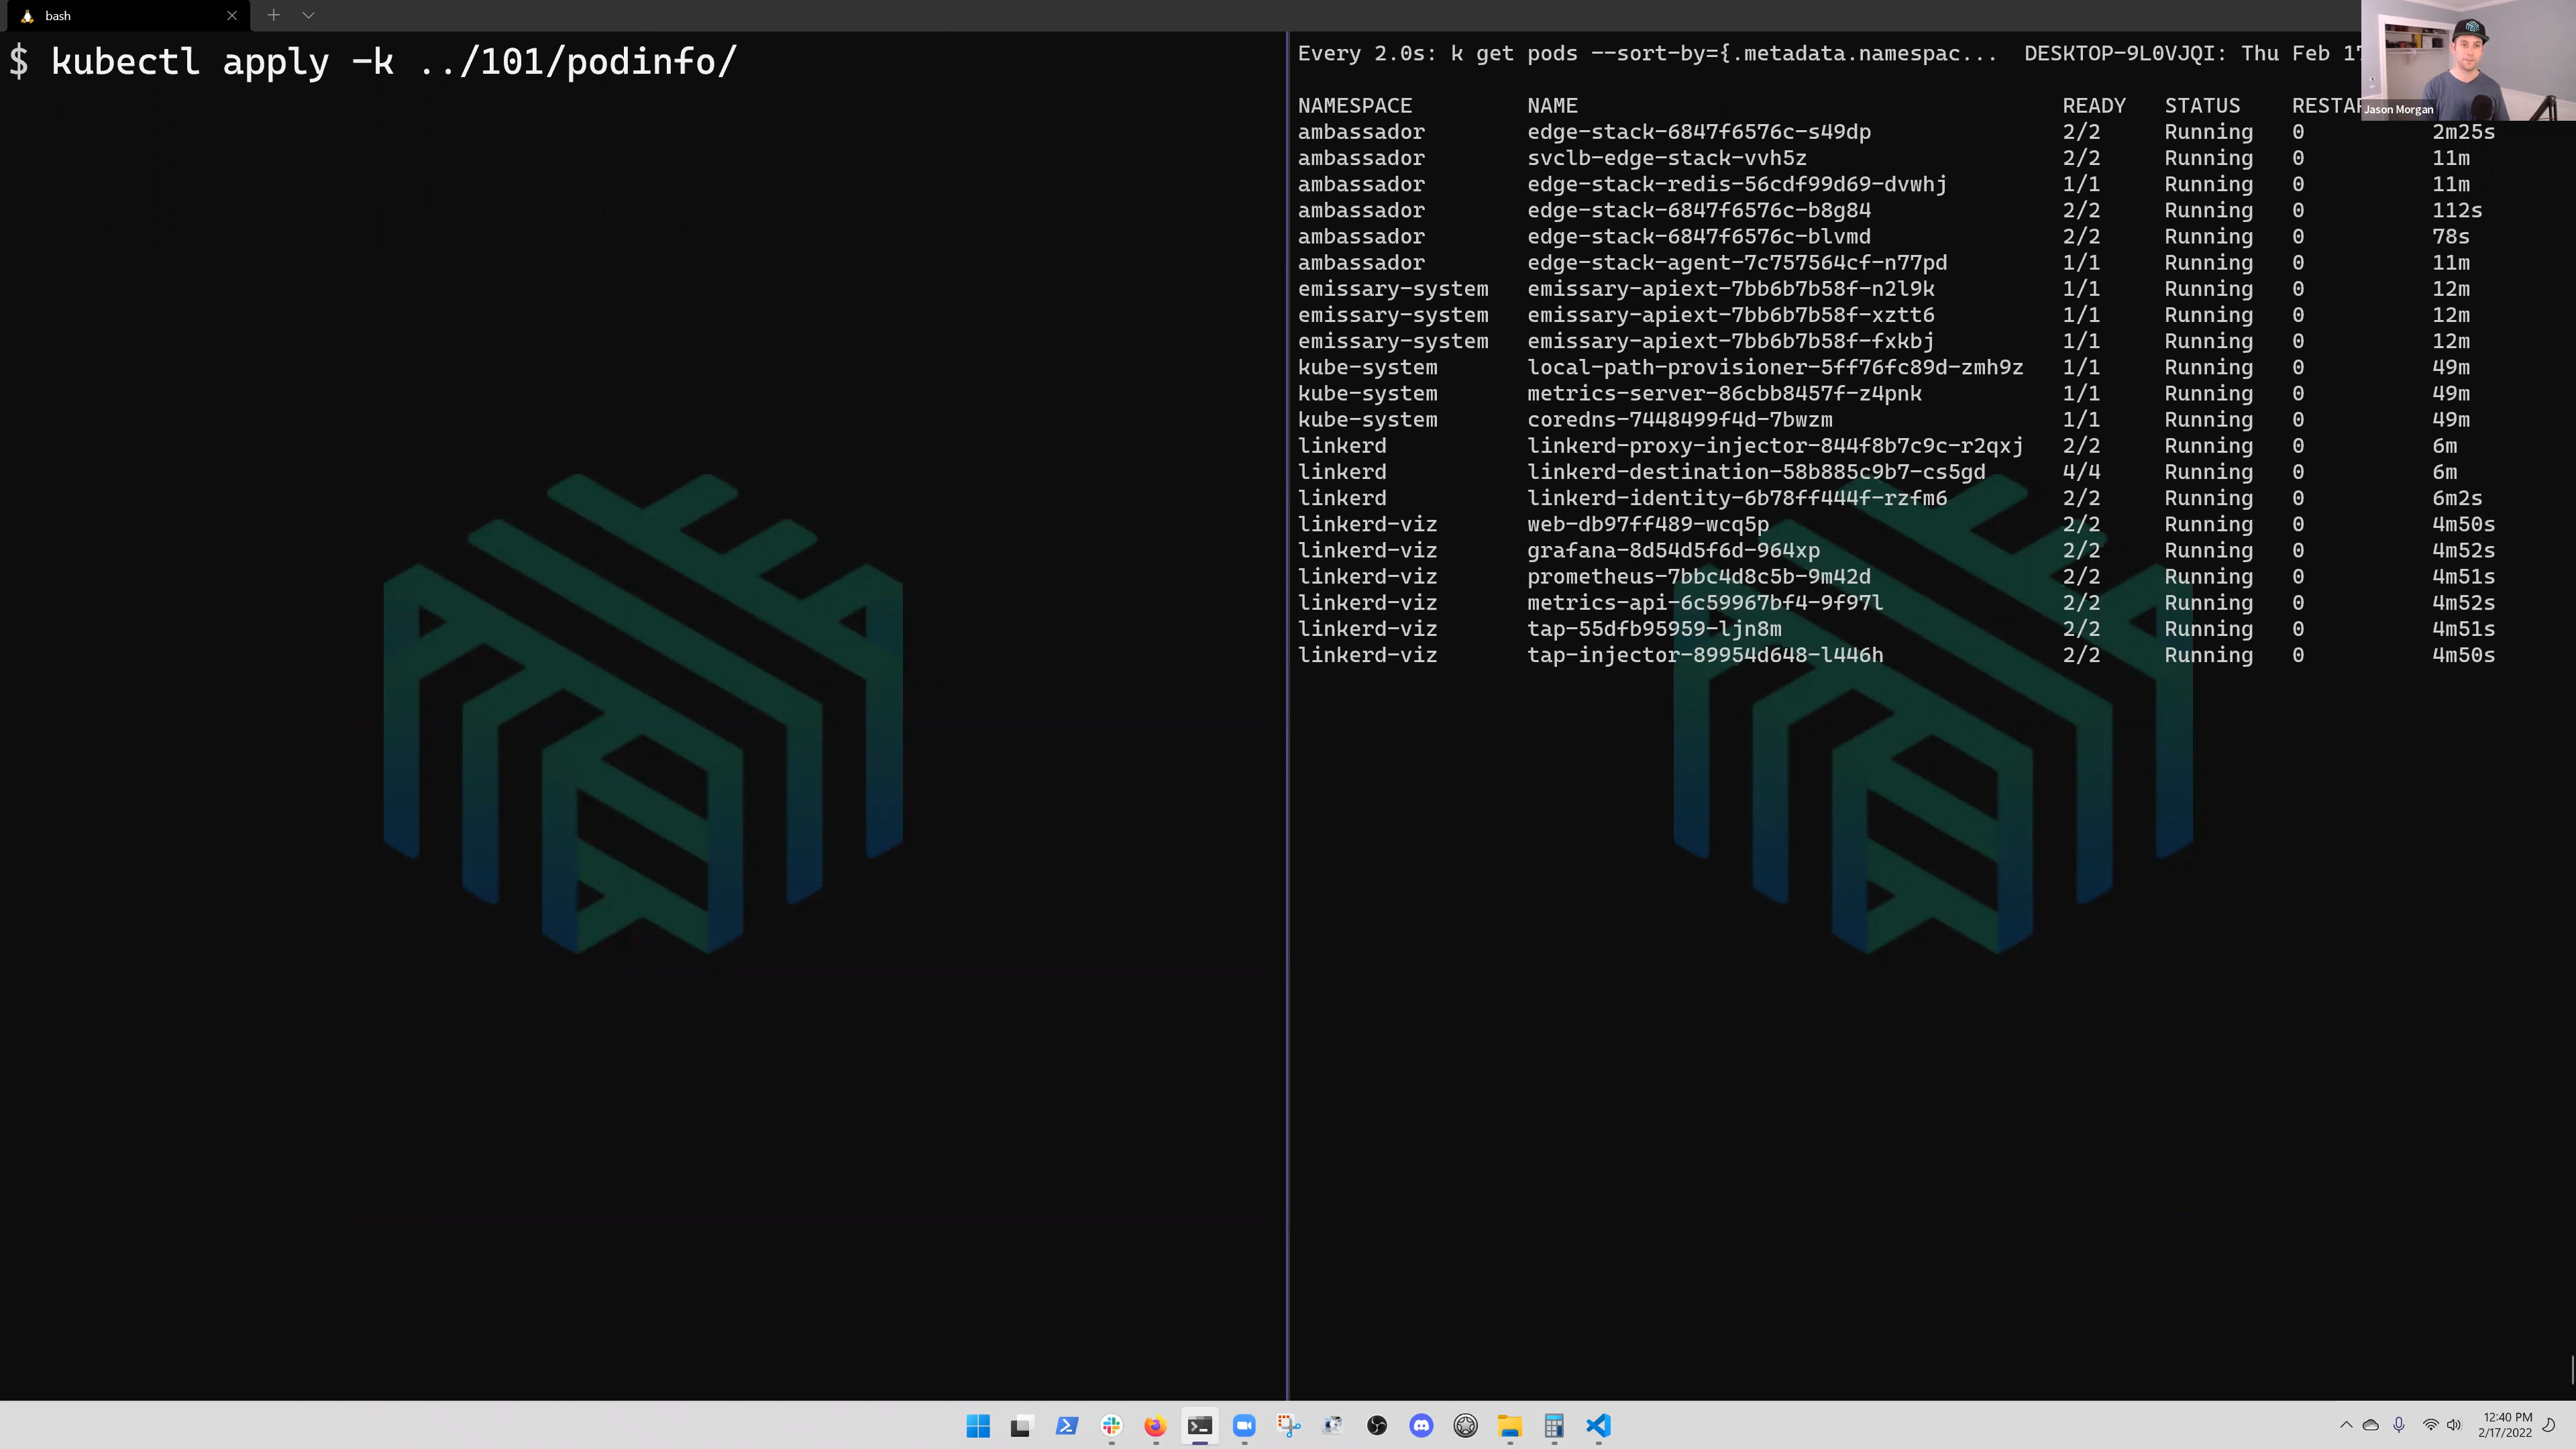 bash
$ kubectl apply -k ../101/podinfo/
Every 2.0s: k get pods --sort-by={.metadata.namespac... DESKTOP-9L0VJQI: Thu Feb 17
Jason Morgan
NAMESPACE NAME READY STATUS RESTAR
ambassador edge-stack-6847f6576c-s49dp 2/2 Running 0 2m25s
ambassador svclb-edge-stack-vvh5z 2/2 Running 0 11m
ambassador edge-stack-redis-56cdf99d69-dvwhj 1/1 Running 0 11m
ambassador edge-stack-6847f6576c-b8g84 2/2 Running 0 112s
ambassador edge-stack-6847f6576c-blvmd 2/2 Running 0 78s
ambassador edge-stack-agent-7c757564cf-n77pd 1/1 Running 0 11m
emissary-system emissary-apiext-7bb6b7b58f-n2l9k 1/1 Running 0 12m
emissary-system emissary-apiext-7bb6b7b58f-xztt6 1/1 Running 0 12m
emissary-system emissary-apiext-7bb6b7b58f-fxkbj 1/1 Running 0 12m
kube-system local-path-provisioner-5ff76fc89d-zmh9z 1/1 Running 0 49m
kube-system metrics-server-86cbb8457f-z4pnk 1/1 Running 0 49m
kube-system coredns-7448499f4d-7bwzm 1/1 Running 0 49m
linkerd linkerd-proxy-injector-844f8b7c9c-r2qxj 2/2 Running 0 6m
linkerd linkerd-destination-58b885c9b7-cs5gd 4/4 Running 0 6m
linkerd linkerd-identity-6b78ff444f-rzfm6 2/2 Running 0 6m2s
linkerd-viz web-db97ff489-wcq5p 2/2 Running 0 4m50s
linkerd-viz grafana-8d54d5f6d-964xp 2/2 Running 0 4m52s
linkerd-viz prometheus-7bbc4d8c5b-9m42d 2/2 Running 0 4m51s
linkerd-viz metrics-api-6c59967bf4-9f97l 2/2 Running 0 4m52s
linkerd-viz tap-55dfb95959-ljn8m 2/2 Running 0 4m51s
linkerd-viz tap-injector-89954d648-l446h 2/2 Running 0 4m50s
12:40 PM
2/17/2022